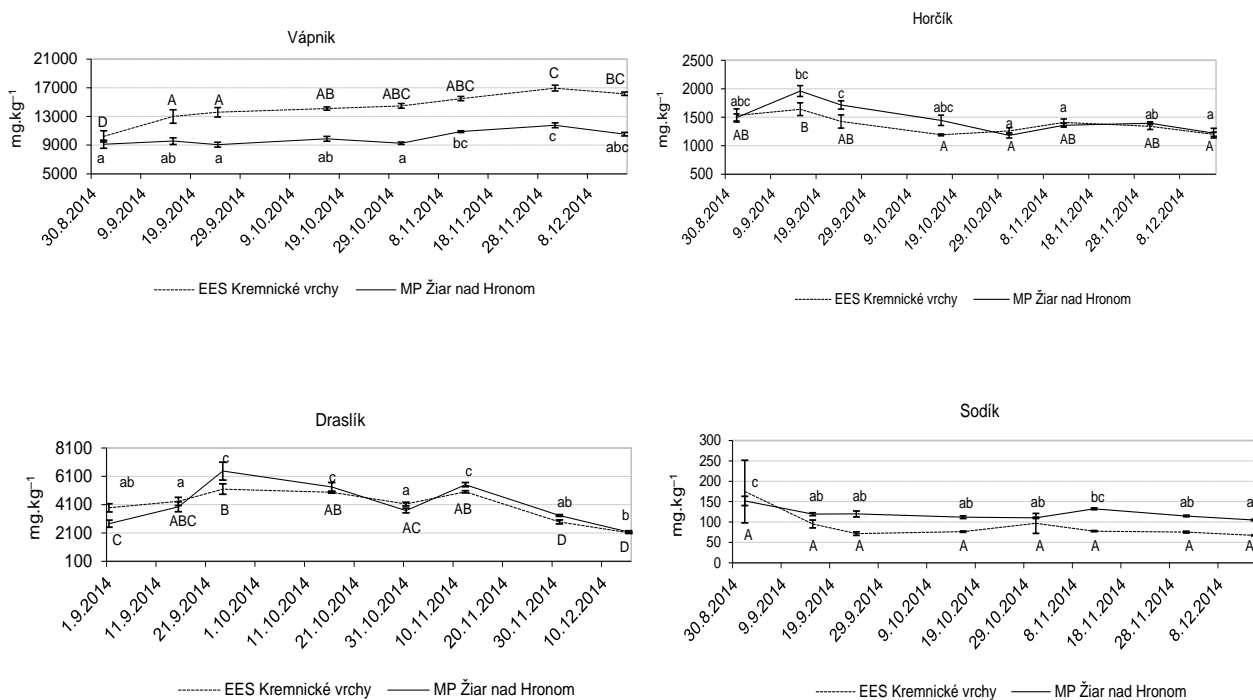 Vápnik
mg.kg⁻¹
21000
17000
13000
9000
5000
D A A AB ABC ABC C BC
a ab a ab a bc c abc
30.8.2014 9.9.2014 19.9.2014 29.9.2014 9.10.2014 19.10.2014 29.10.2014 8.11.2014 18.11.2014 28.11.2014 8.12.2014
EES Kremnické vrchy MP Žiar nad Hronom
Horčík
mg.kg⁻¹
2500
2000
1500
1000
500
abc bc c abc a a ab a
AB B AB A A AB AB A
30.8.2014 9.9.2014 19.9.2014 29.9.2014 9.10.2014 19.10.2014 29.10.2014 8.11.2014 18.11.2014 28.11.2014 8.12.2014
EES Kremnické vrchy MP Žiar nad Hronom
Draslík
mg.kg⁻¹
8100
6100
4100
2100
100
ab a c c a c ab b
C ABC B AB AC AB D D
1.9.2014 11.9.2014 21.9.2014 1.10.2014 11.10.2014 21.10.2014 31.10.2014 10.11.2014 20.11.2014 30.11.2014 10.12.2014
EES Kremnické vrchy MP Žiar nad Hronom
Sodík
mg.kg⁻¹
300
250
200
150
100
50
0
c ab ab ab ab bc ab a
A A A A A A A A
30.8.2014 9.9.2014 19.9.2014 29.9.2014 9.10.2014 19.10.2014 29.10.2014 8.11.2014 18.11.2014 28.11.2014 8.12.2014
EES Kremnické vrchy MP Žiar nad Hronom